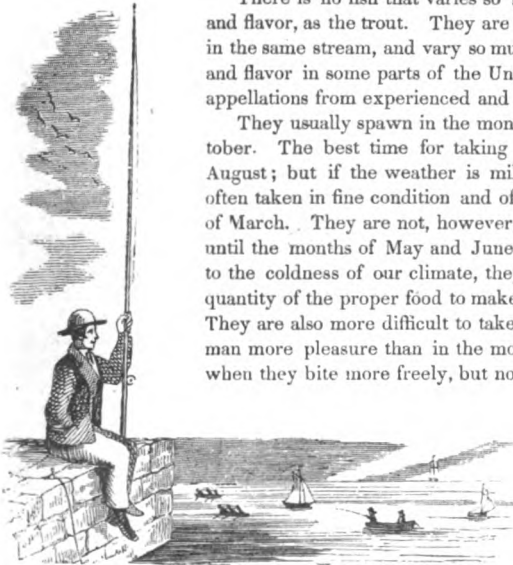 and flavor, as the trout. They are
in the same stream, and vary so mu
and flavor in some parts of the Un
appellations from experienced and
They usually spawn in the mon
tober. The best time for taking
August; but if the weather is mil
often taken in fine condition and of
of March. They are not, however
until the months of May and June
to the coldness of our climate, the
quantity of the proper food to make
They are also more difficult to take
man more pleasure than in the mo
when they bite more freely, but no